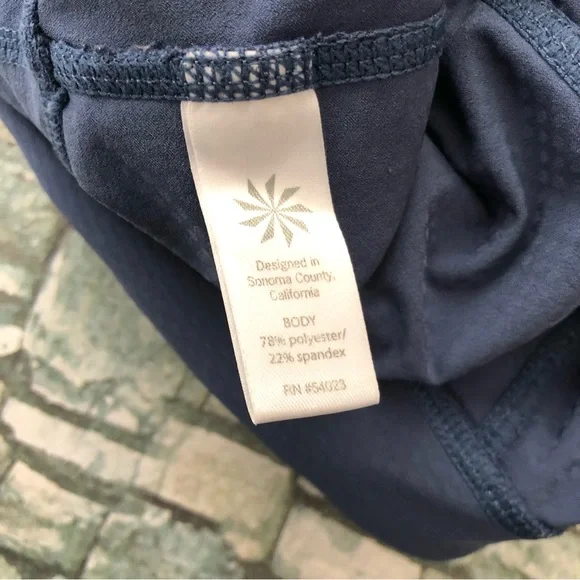 Designed in
Sonoma County,
California
BODY
78% polyester/
22% spandex
RN #54023